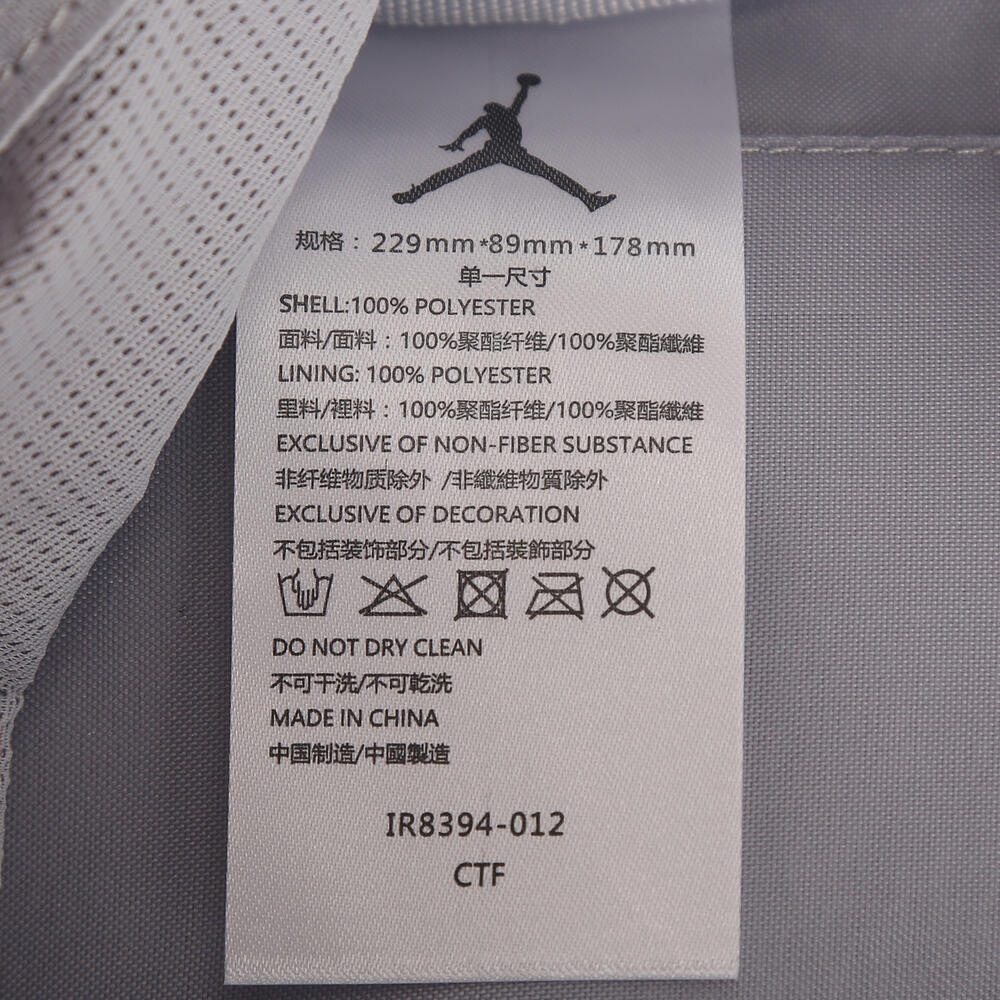 规格：229mm*89mm*178mm
单一尺寸
SHELL:100% POLYESTER
面料/面料：100%聚酯纤维/100%聚酯纖維
LINING: 100% POLYESTER
里料/裡料：100%聚酯纤维/100%聚酯纖維
EXCLUSIVE OF NON-FIBER SUBSTANCE
非纤维物质除外 /非纖維物質除外
EXCLUSIVE OF DECORATION
不包括装饰部分/不包括裝飾部分
DO NOT DRY CLEAN
不可干洗/不可乾洗
MADE IN CHINA
中国制造/中國製造
IR8394-012
CTF